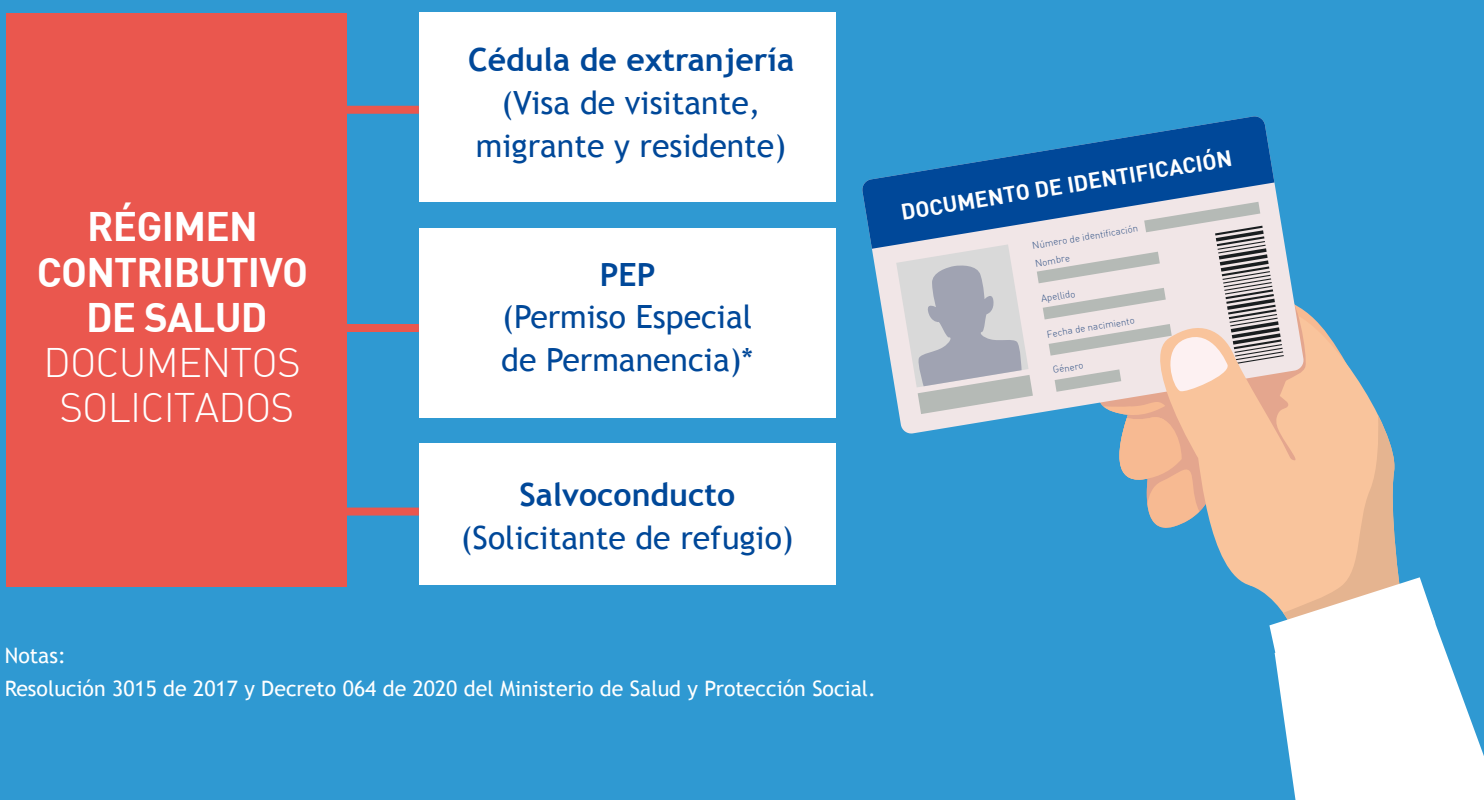 RÉGIMEN
CONTRIBUTIVO
DE SALUD
DOCUMENTOS
SOLICITADOS
Cédula de extranjería
(Visa de visitante,
migrante y residente)
PEP
(Permiso Especial
de Permanencia)*
Salvoconducto
(Solicitante de refugio)
DOCUMENTO DE IDENTIFICACIÓN
Número de identificación
Nombre
Apellido
Fecha de nacimiento
Género
Notas:
Resolución 3015 de 2017 y Decreto 064 de 2020 del Ministerio de Salud y Protección Social.